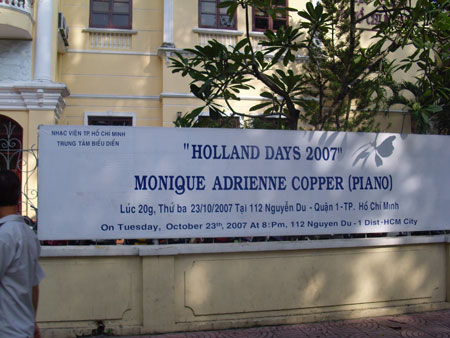 NHẠC VIỆN TP. HỒ CHÍ MINH
TRUNG TÂM BIỂU DIỄN
"HOLLAND DAYS 2007"
MONIQUE ADRIENNE COPPER (PIANO)
Lúc 20g, Thứ ba 23/10/2007 Tại 112 Nguyễn Du - Quận 1 -TP. Hồ Chí Minh
On Tuesday, October 23th, 2007 At 8:Pm, 112 Nguyen Du - 1 Dist -HCM City